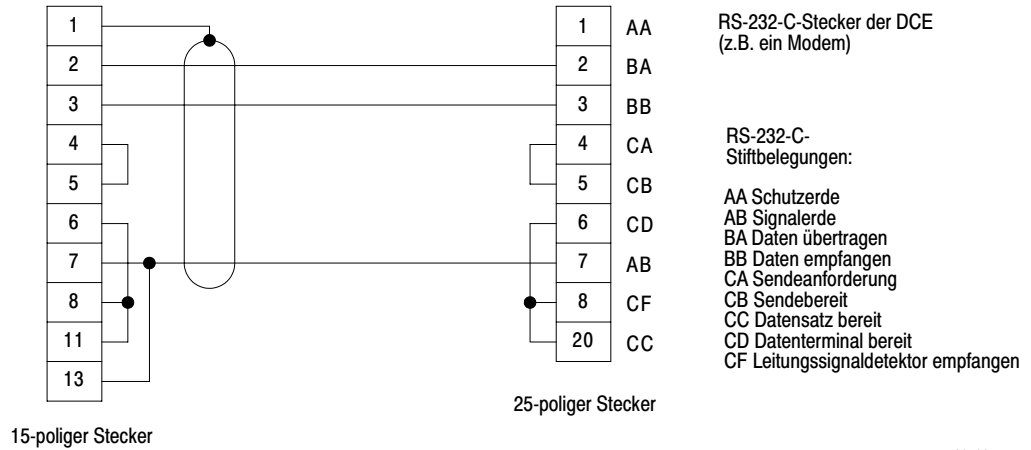 1 1 AA RS-232-C-Stecker der DCE
(z.B. ein Modem)
2 2 BA
3 3 BB
4 4 CA RS-232-C-
Stiftbelegungen:
5 5 CB
6 6 CD
7 7 AB
8 8 CF
11 20 CC
13
AA Schutzerde
AB Signalerde
BA Daten übertragen
BB Daten empfangen
CA Sendeanforderung
CB Sendebereit
CC Datensatz bereit
CD Datenterminal bereit
CF Leitungssignaldetektor empfangen
25-poliger Stecker
15-poliger Stecker